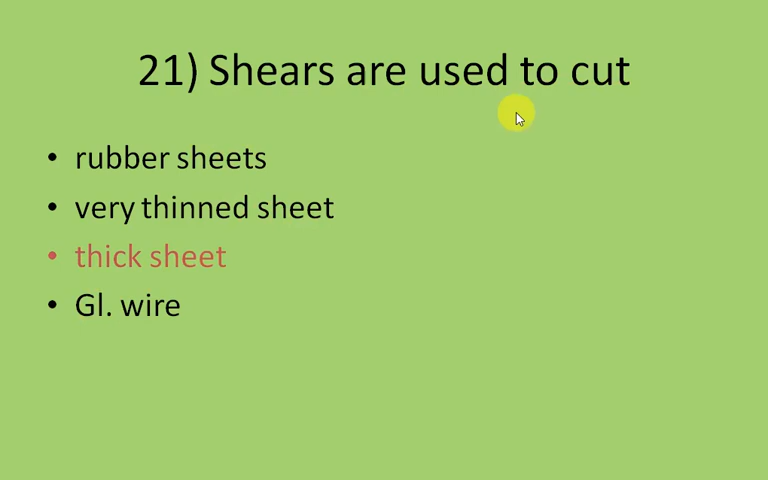 21) Shears are used to cut
• rubber sheets
• very thinned sheet
• thick sheet
• Gl. wire